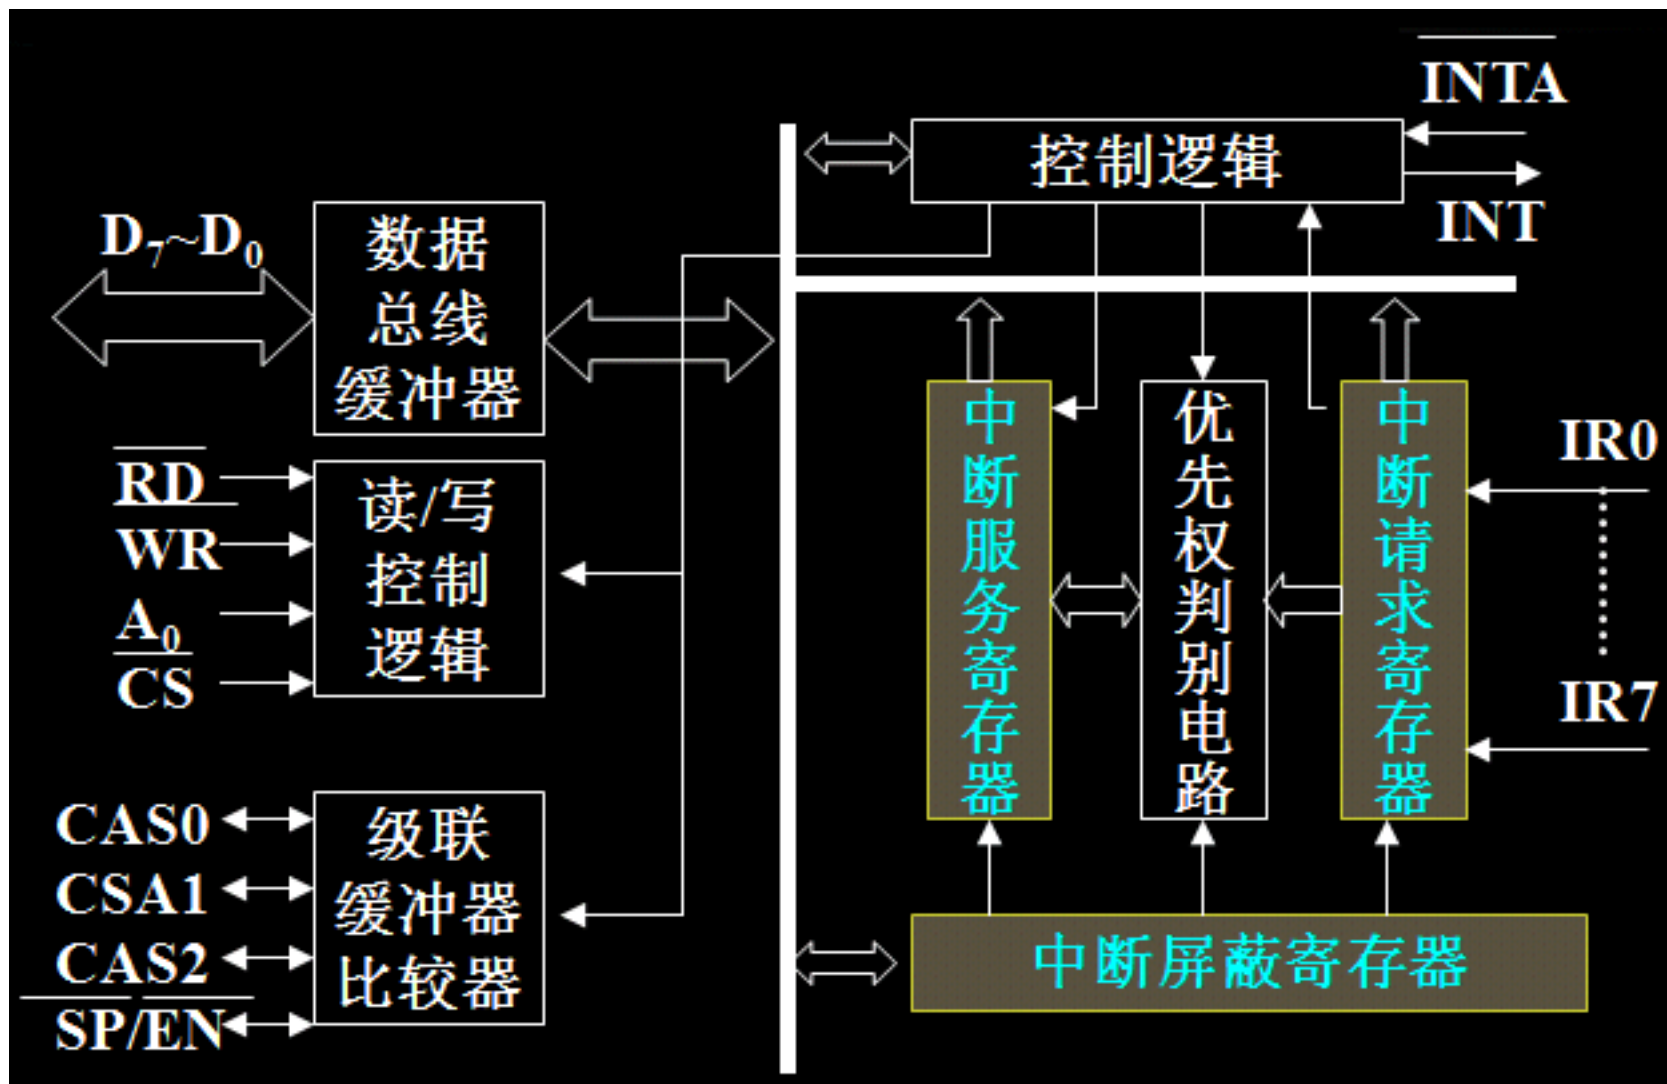 INTA
控制逻辑
INT
D7~D0
数据
总线
缓冲器
RD
WR
A0
CS
读/写
控制
逻辑
CAS0
CSA1
CAS2
SP/EN
级联
缓冲器
比较器
中断服务寄存器
优先权判别电路
中断请求寄存器
IR0
IR7
中断屏蔽寄存器